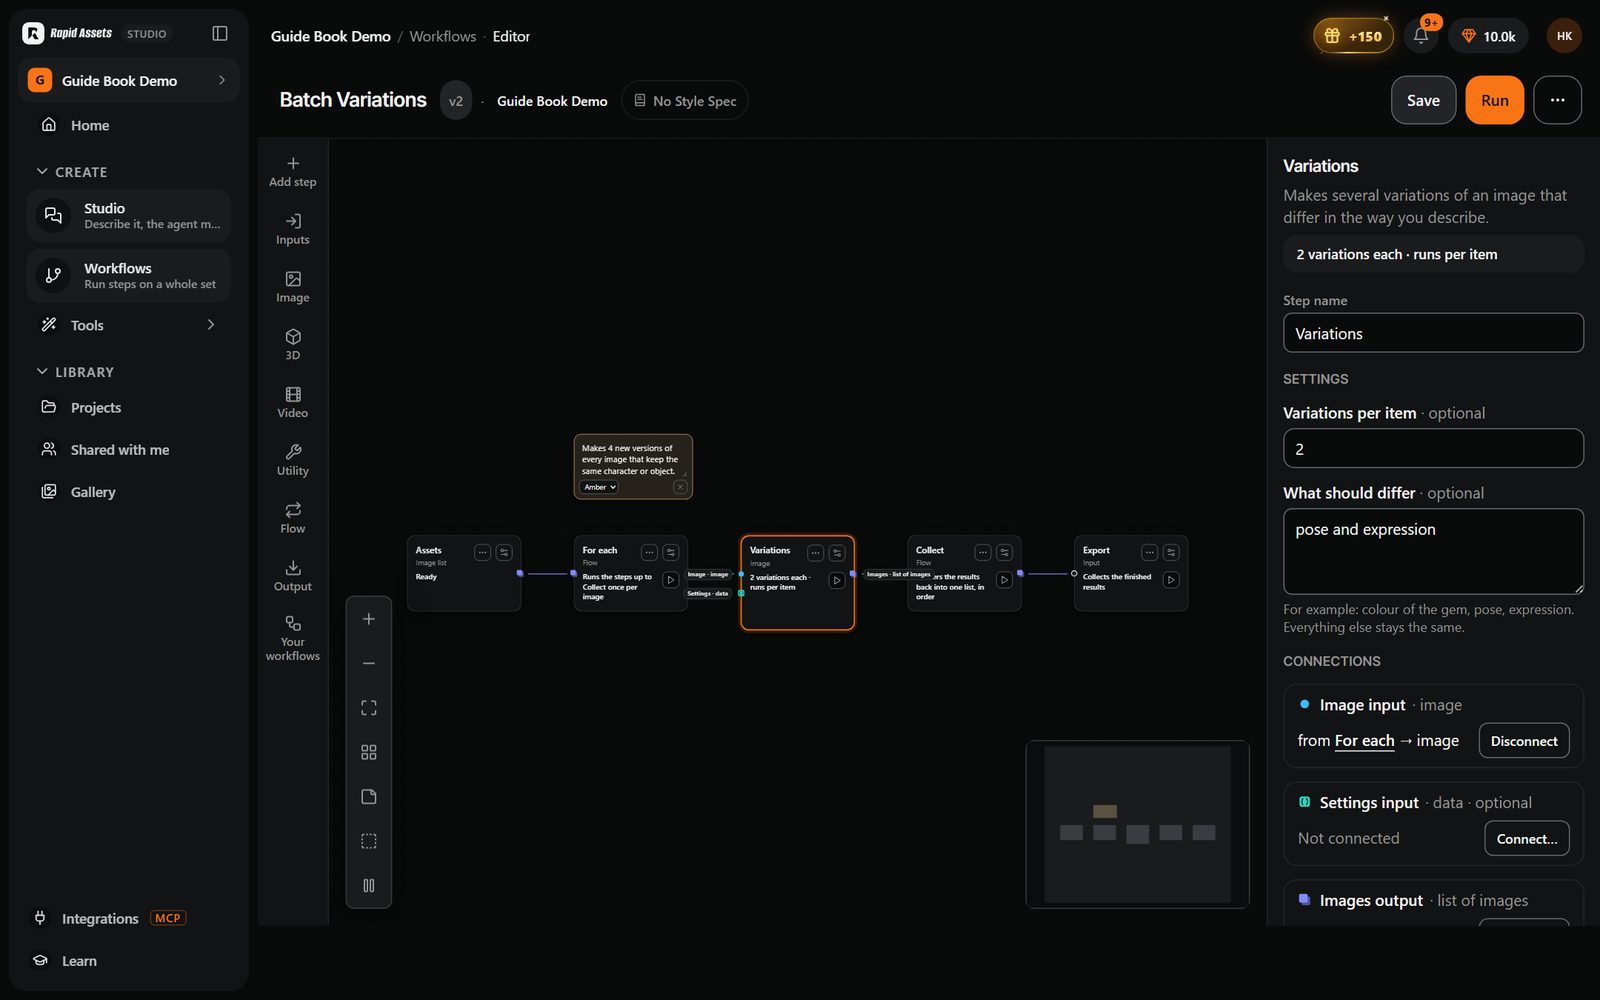 Rapid Assets STUDIO
G Guide Book Demo
Home
CREATE
Studio
Describe it, the agent m...
Workflows
Run steps on a whole set
Tools
LIBRARY
Projects
Shared with me
Gallery
Integrations MCP
Learn
Guide Book Demo / Workflows · Editor
+150
9+
10.0k
HK
Batch Variations v2 · Guide Book Demo No Style Spec
Save
Run
Add step
Inputs
Image
3D
Video
Utility
Flow
Output
Your
workflows
Makes 4 new versions of
every image that keep the
same character or object.
Amber
Assets
Image list
Ready
For each
Flow
Runs the steps up to
Collect once per
image
Image · image
Settings · data
Variations
Image
2 variations each ·
runs per item
Images · list of images
Collect
Flow
the results
back into one list, in
order
Export
Input
Collects the finished
results
Variations
Makes several variations of an image that
differ in the way you describe.
2 variations each · runs per item
Step name
Variations
SETTINGS
Variations per item · optional
2
What should differ · optional
pose and expression
For example: colour of the gem, pose, expression.
Everything else stays the same.
CONNECTIONS
Image input · image
from For each → image
Disconnect
Settings input · data · optional
Not connected
Connect...
Images output · list of images